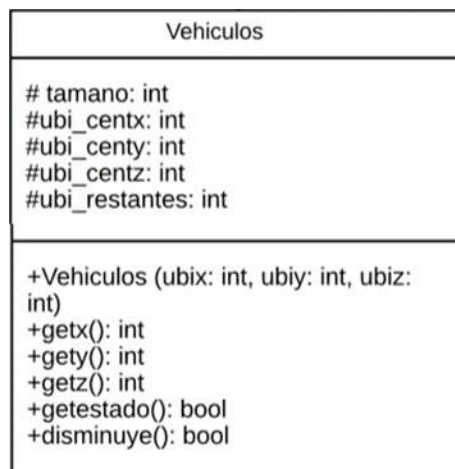 Vehiculos
# tamano: int
#ubi_centx: int
#ubi_centy: int
#ubi_centz: int
#ubi_restantes: int
+Vehiculos (ubix: int, ubiy: int, ubiz:
int)
+getx(): int
+gety(): int
+getz(): int
+getestado(): bool
+disminuye(): bool